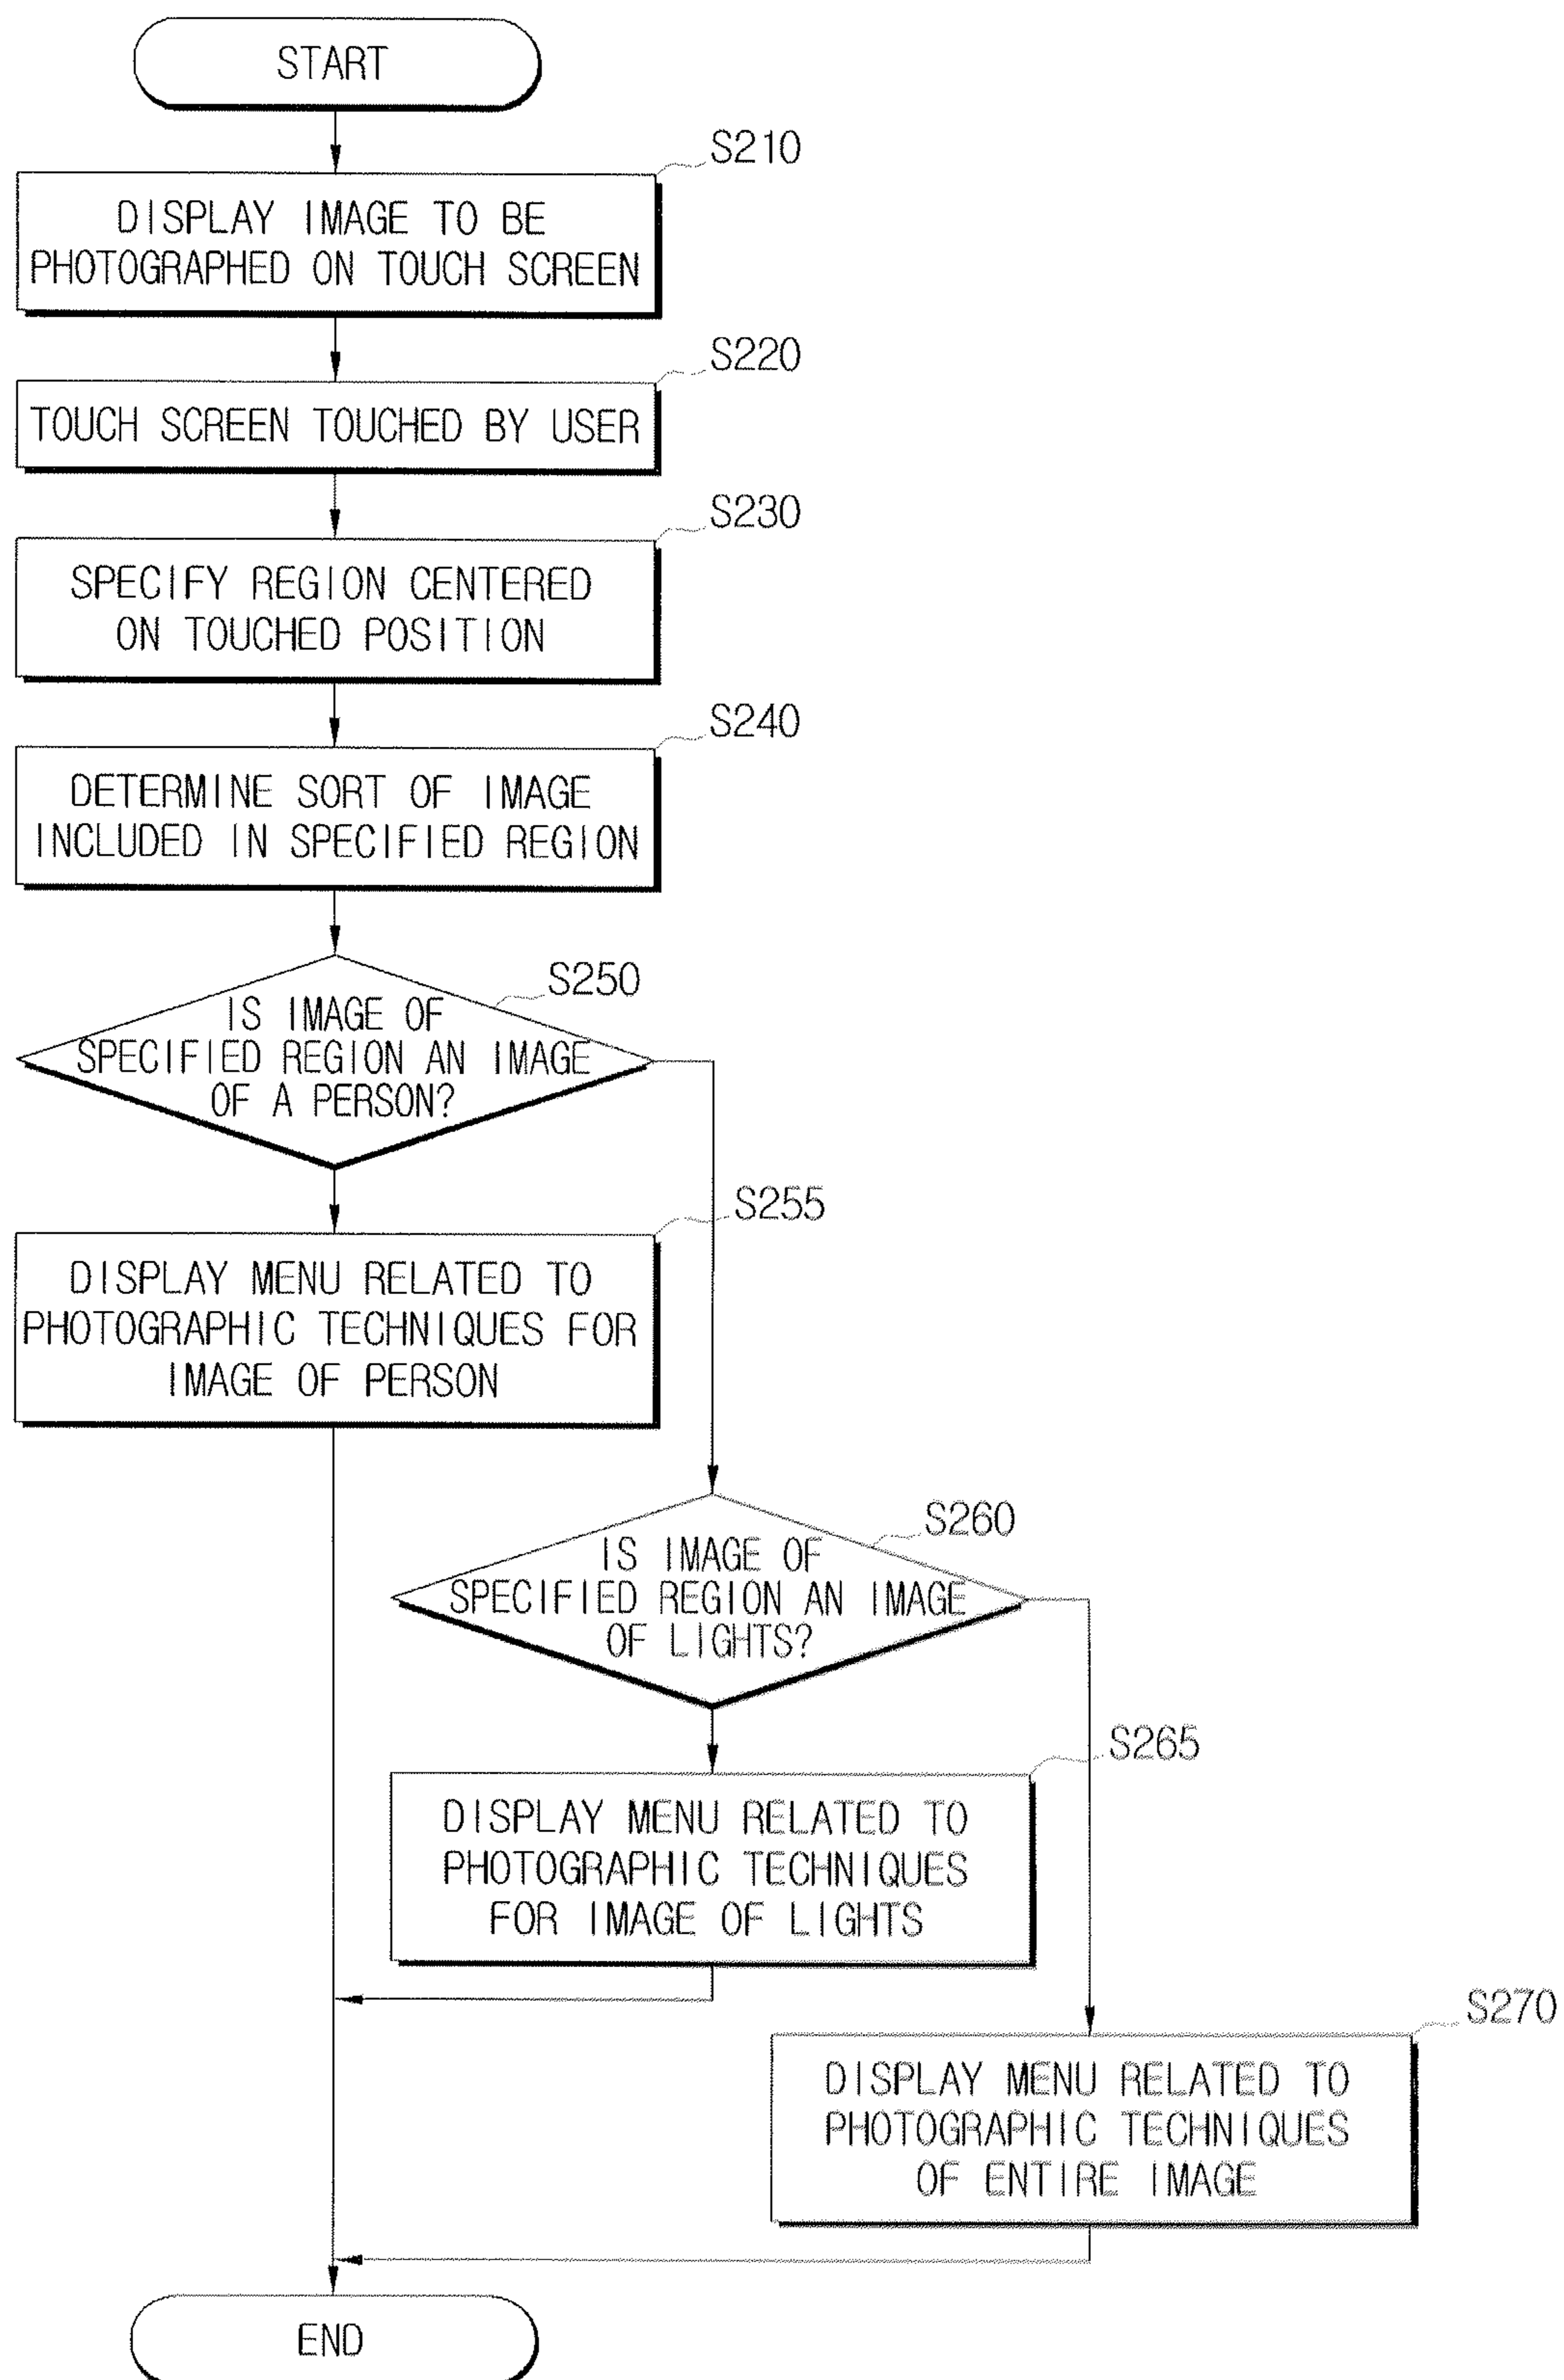 START
S210
DISPLAY IMAGE TO BE
PHOTOGRAPHED ON TOUCH SCREEN
S220
TOUCH SCREEN TOUCHED BY USER
S230
SPECIFY REGION CENTERED
ON TOUCHED POSITION
S240
DETERMINE SORT OF IMAGE
INCLUDED IN SPECIFIED REGION
S250
IS IMAGE OF
SPECIFIED REGION AN IMAGE
OF A PERSON?
S255
DISPLAY MENU RELATED TO
PHOTOGRAPHIC TECHNIQUES FOR
IMAGE OF PERSON
S260
IS IMAGE OF
SPECIFIED REGION AN IMAGE
OF LIGHTS?
S265
DISPLAY MENU RELATED TO
PHOTOGRAPHIC TECHNIQUES
FOR IMAGE OF LIGHTS
S270
DISPLAY MENU RELATED TO
PHOTOGRAPHIC TECHNIQUES
OF ENTIRE IMAGE
END